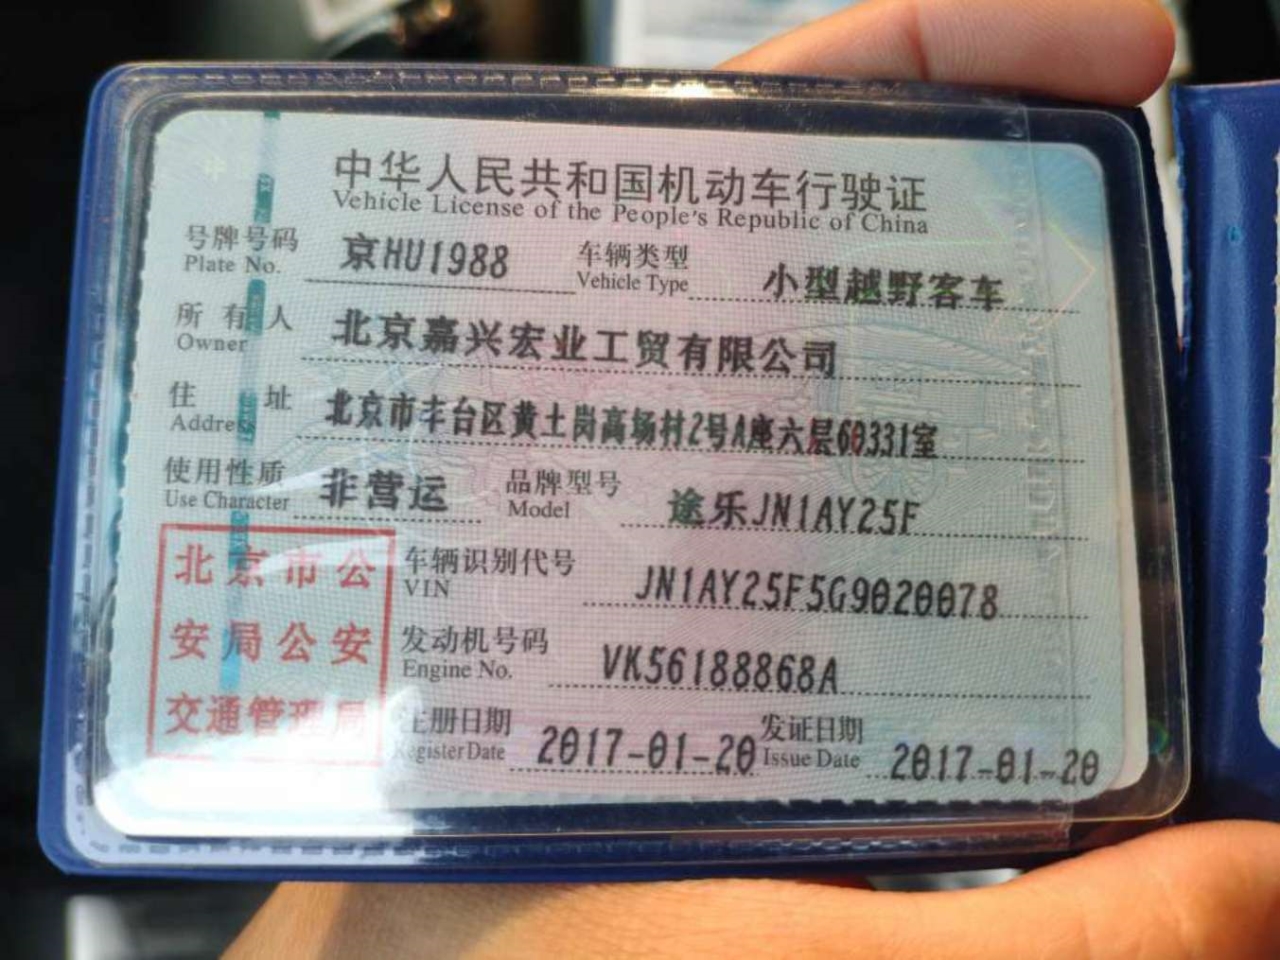 中华人民共和国机动车行驶证
Vehicle License of the People's Republic of China
号牌号码 京HU1988 车辆类型 小型越野客车
Plate No. Vehicle Type
所有人 北京嘉兴宏业工贸有限公司
Owner
住址 北京市丰台区黄土岗高场村2号A座六层60331室
Address
使用性质 非营运 品牌型号 途乐JN1AY25F
Use Character Model
北京市公
安局公安
交通管理局
车辆识别代号 JN1AY25F5G9020078
VIN
发动机号码 VK56188868A
Engine No.
注册日期 2017-01-20 发证日期 2017-01-20
Register Date Issue Date